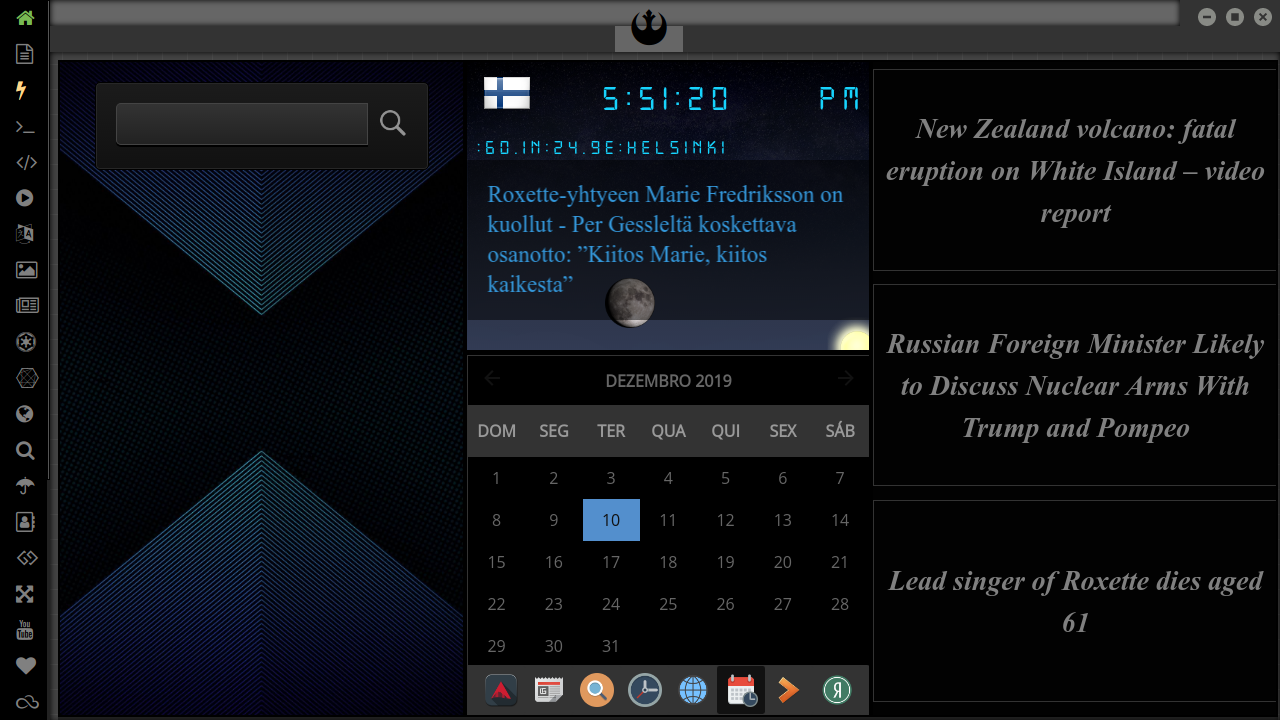 5:51:20 PM
:60.1N:24.9E:HELSINKI
Roxette-yhtyeen Marie Fredriksson on
kuollut - Per Gessleltä koskettava
osanotto: ”Kiitos Marie, kiitos
kaikesta”
DEZEMBRO 2019
DOM SEG TER QUA QUI SEX SÁB
1 2 3 4 5 6 7
8 9 10 11 12 13 14
15 16 17 18 19 20 21
22 23 24 25 26 27 28
29 30 31
New Zealand volcano: fatal
eruption on White Island – video
report
Russian Foreign Minister Likely
to Discuss Nuclear Arms With
Trump and Pompeo
Lead singer of Roxette dies aged
61
You
Tube
Я